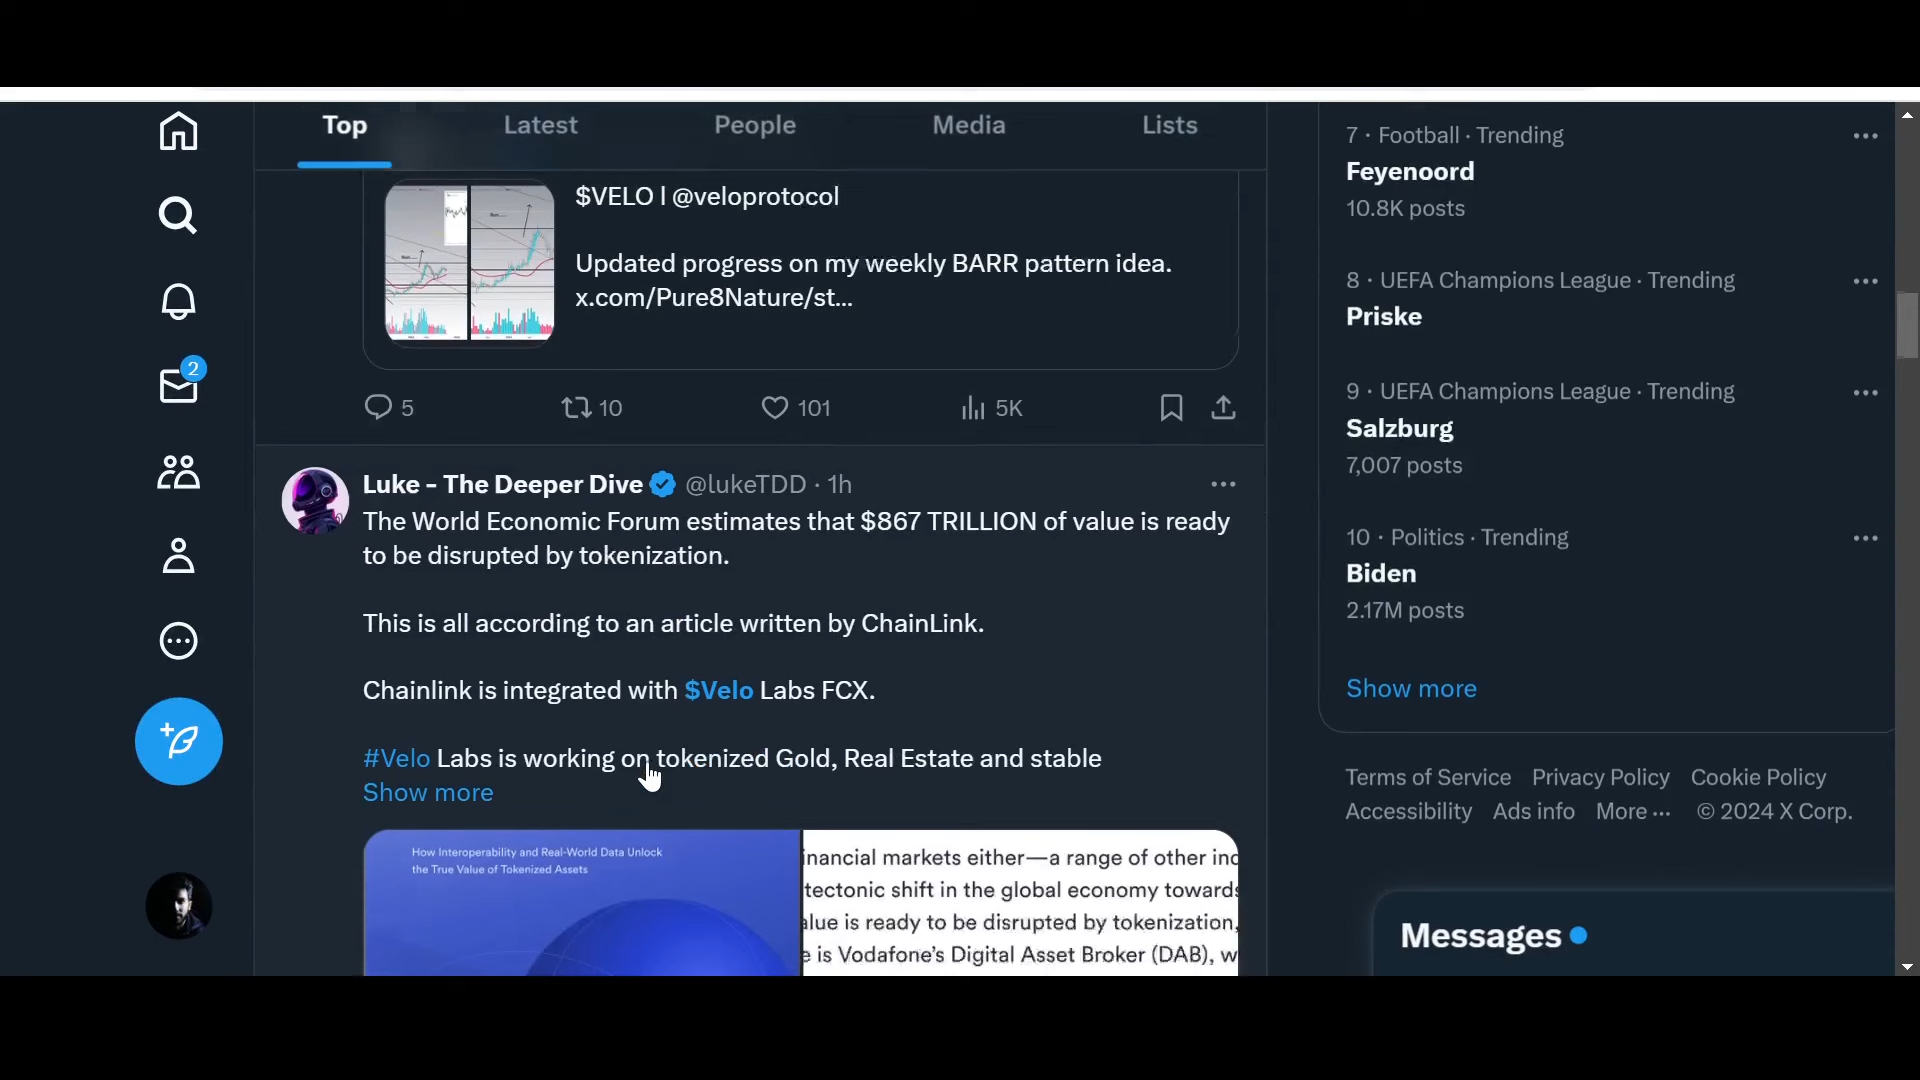 Top
Latest
People
Media
Lists
$VELO l @veloprotocol
Updated progress on my weekly BARR pattern idea.
x.com/Pure8Nature/st...
5
10
101
5K
Luke - The Deeper Dive @lukeTDD · 1h
The World Economic Forum estimates that $867 TRILLION of value is ready
to be disrupted by tokenization.
This is all according to an article written by ChainLink.
Chainlink is integrated with $Velo Labs FCX.
#Velo Labs is working on tokenized Gold, Real Estate and stable
Show more
How Interoperability and Real-World Data Unlock
the True Value of Tokenized Assets
inancial markets either—a range of other inc
tectonic shift in the global economy towards
alue is ready to be disrupted by tokenization,
e is Vodafone's Digital Asset Broker (DAB), w
2
7 · Football · Trending
Feyenoord
10.8K posts
8 · UEFA Champions League · Trending
Priske
9 · UEFA Champions League · Trending
Salzburg
7,007 posts
10 · Politics · Trending
Biden
2.17M posts
Show more
Terms of Service Privacy Policy Cookie Policy
Accessibility Ads info More ··· © 2024 X Corp.
Messages